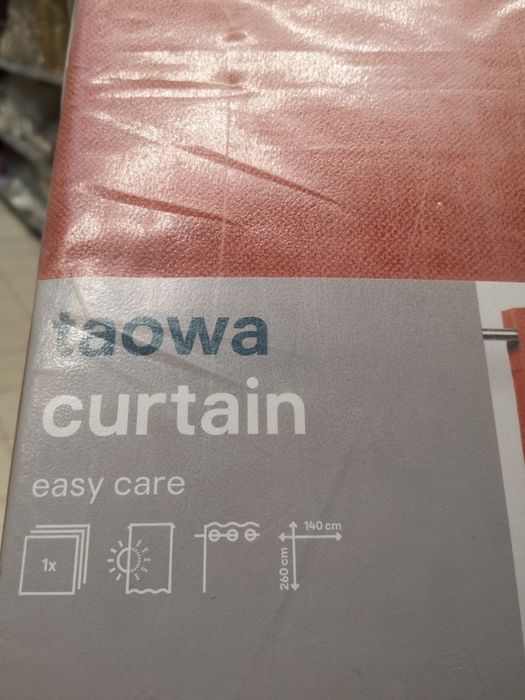 taowa
curtain
easy care
1x
140 cm
260 cm